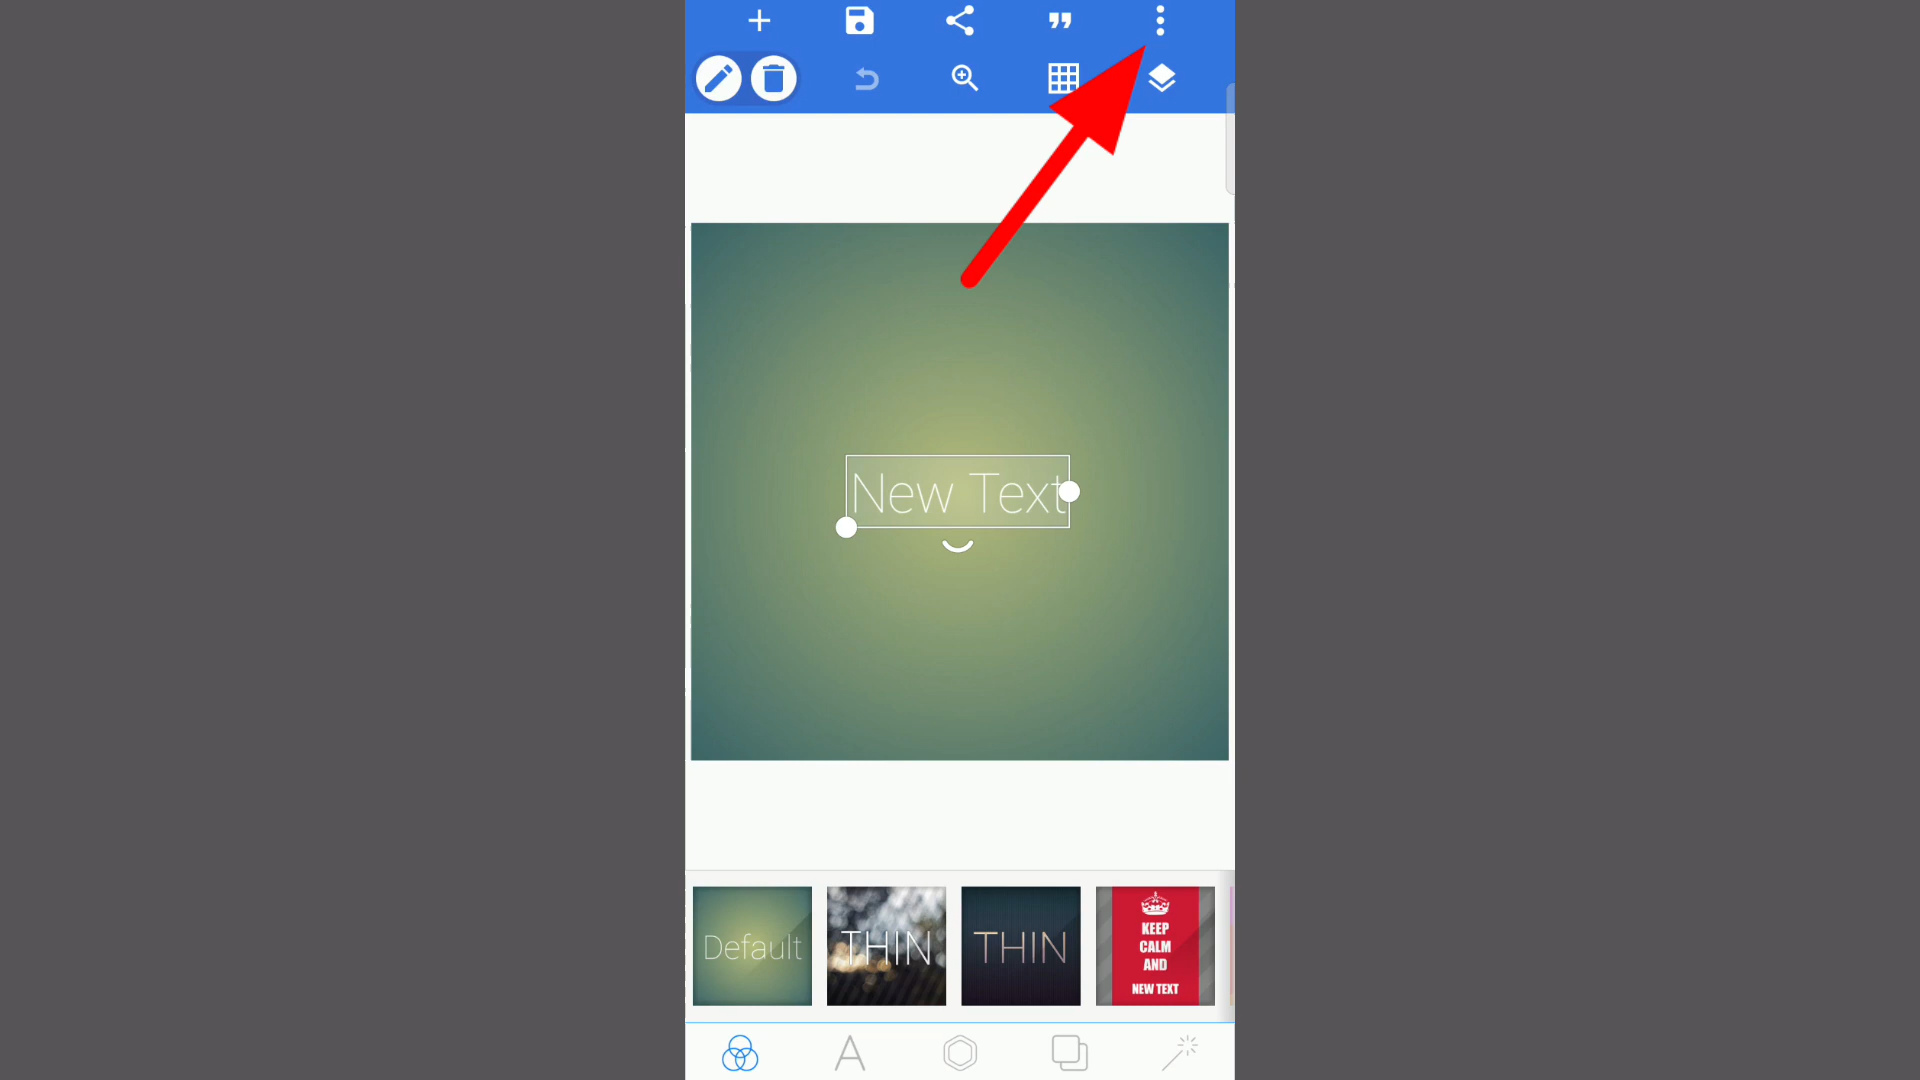 New Text
Default
THIN
THIN
KEEP
CALM
AND
NEW TEXT